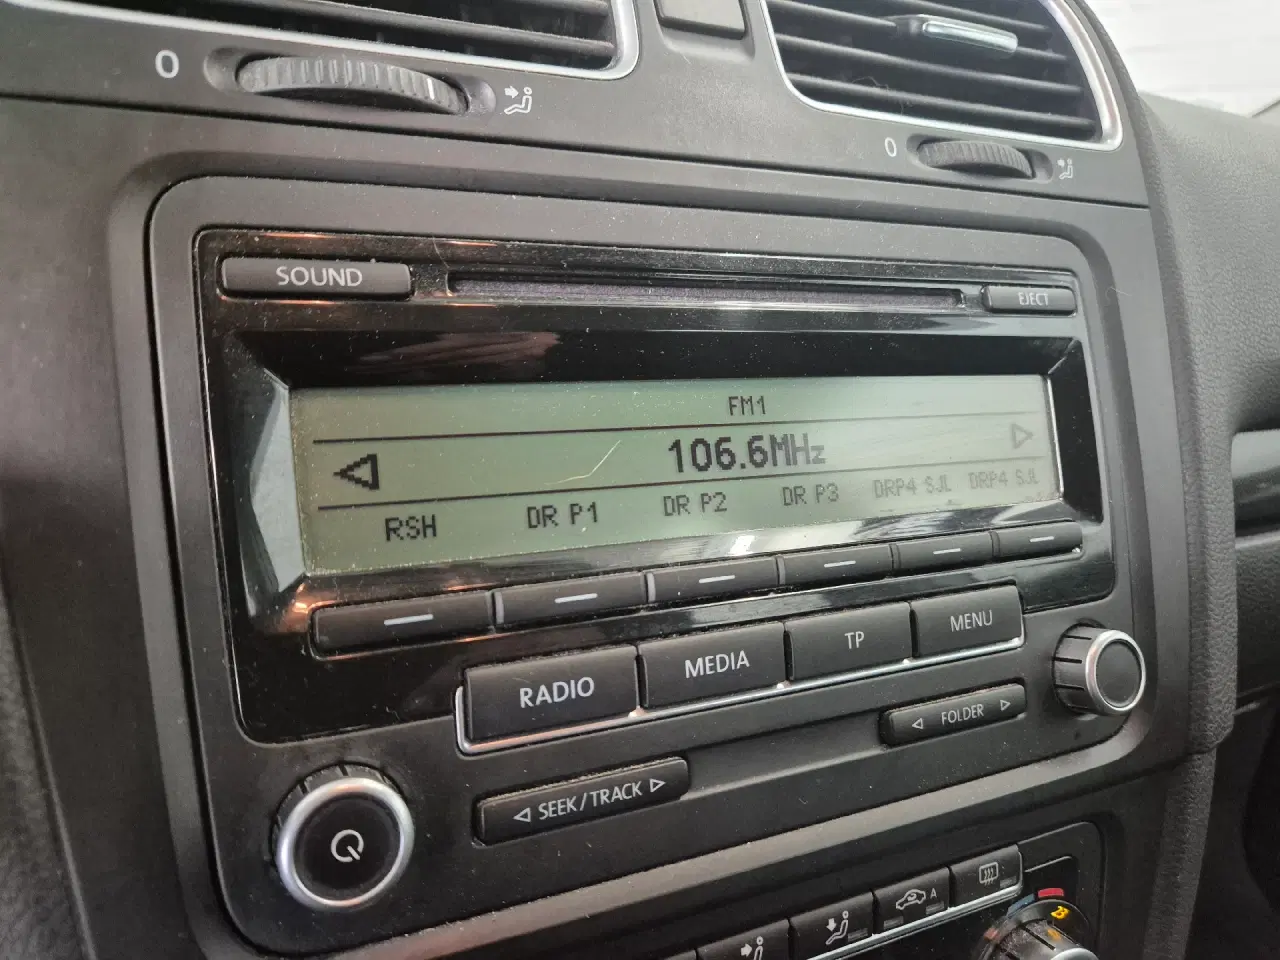 0
0
SOUND
EJECT
FM1
106.6MHz
RSH DR P1 DR P2 DR P3 DRP4 SJL DRP4 SJL
RADIO MEDIA TP MENU
FOLDER
SEEK/TRACK
A